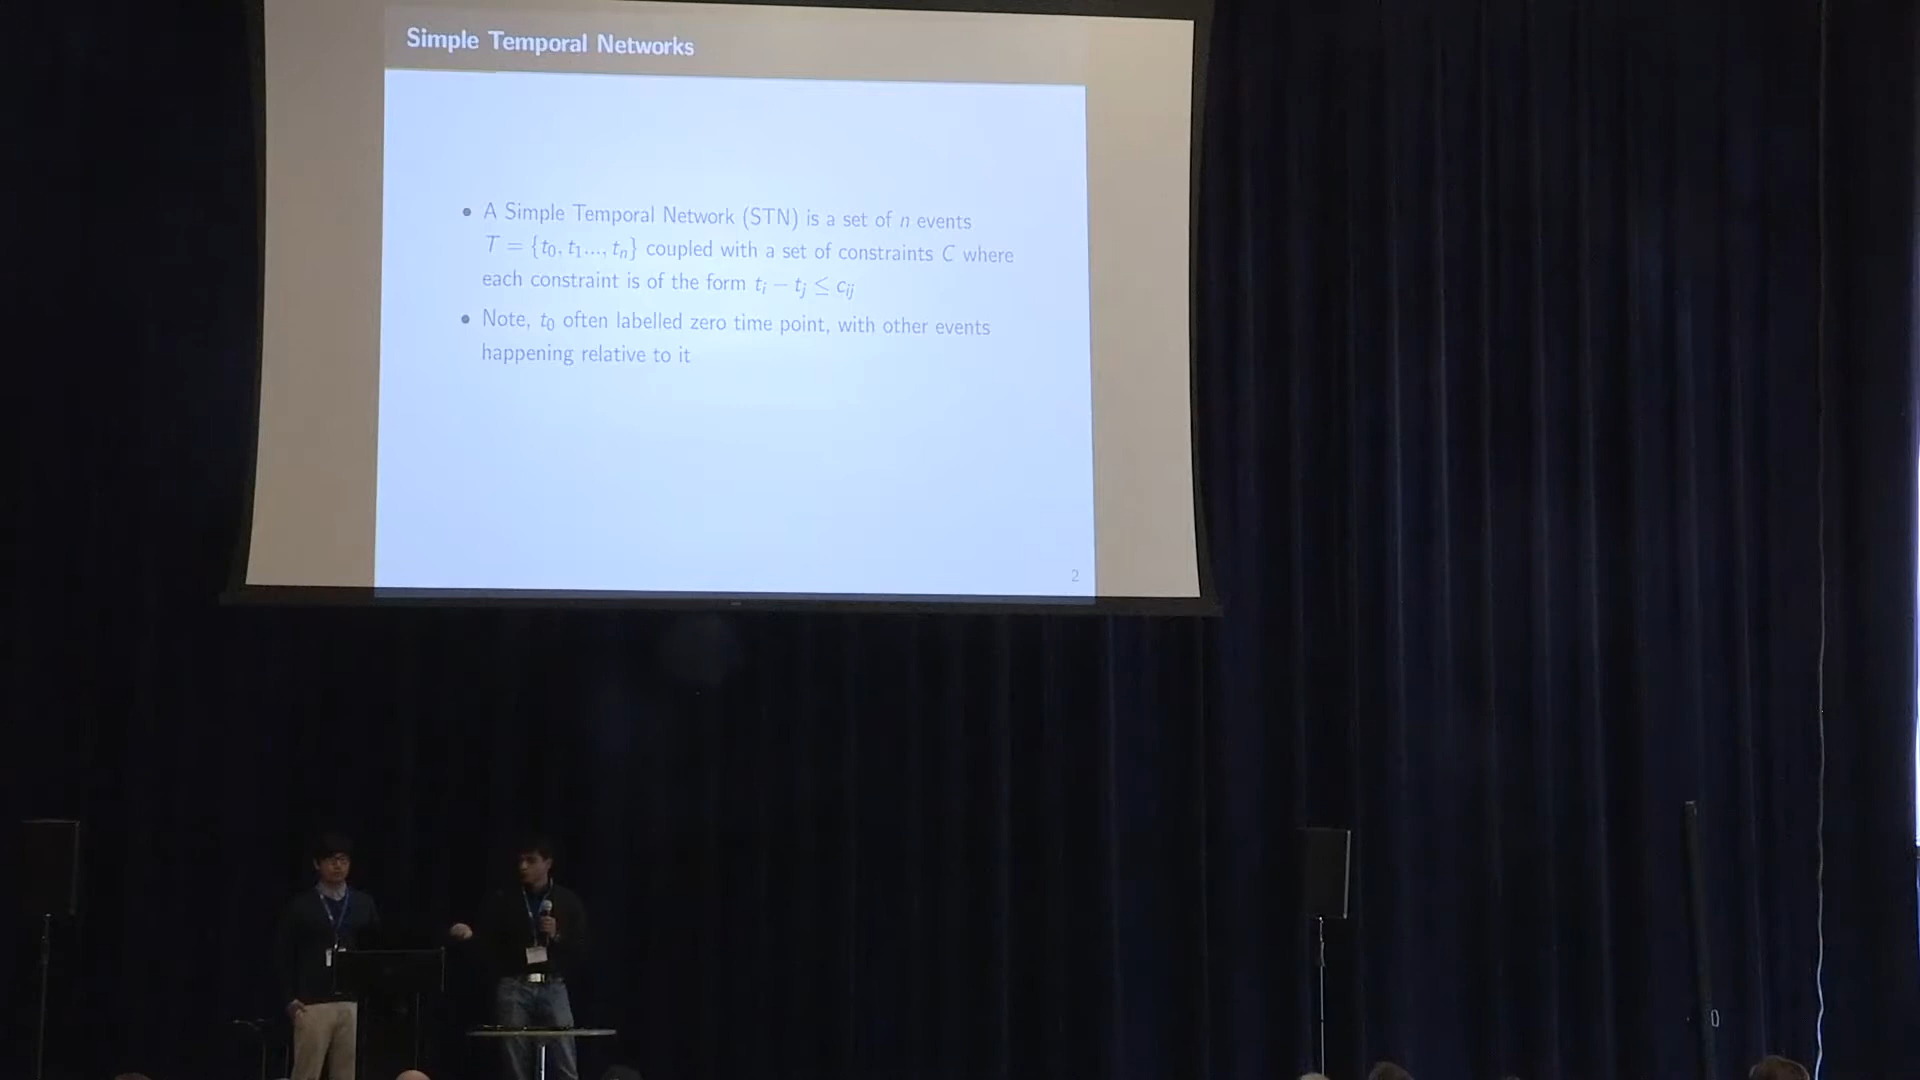 Simple Temporal Networks
• A Simple Temporal Network (STN) is a set of n events
T = {t₀, t₁..., tₙ} coupled with a set of constraints C where
each constraint is of the form tᵢ − tⱼ ≤ cᵢⱼ
• Note, t₀ often labelled zero time point, with other events
happening relative to it
2